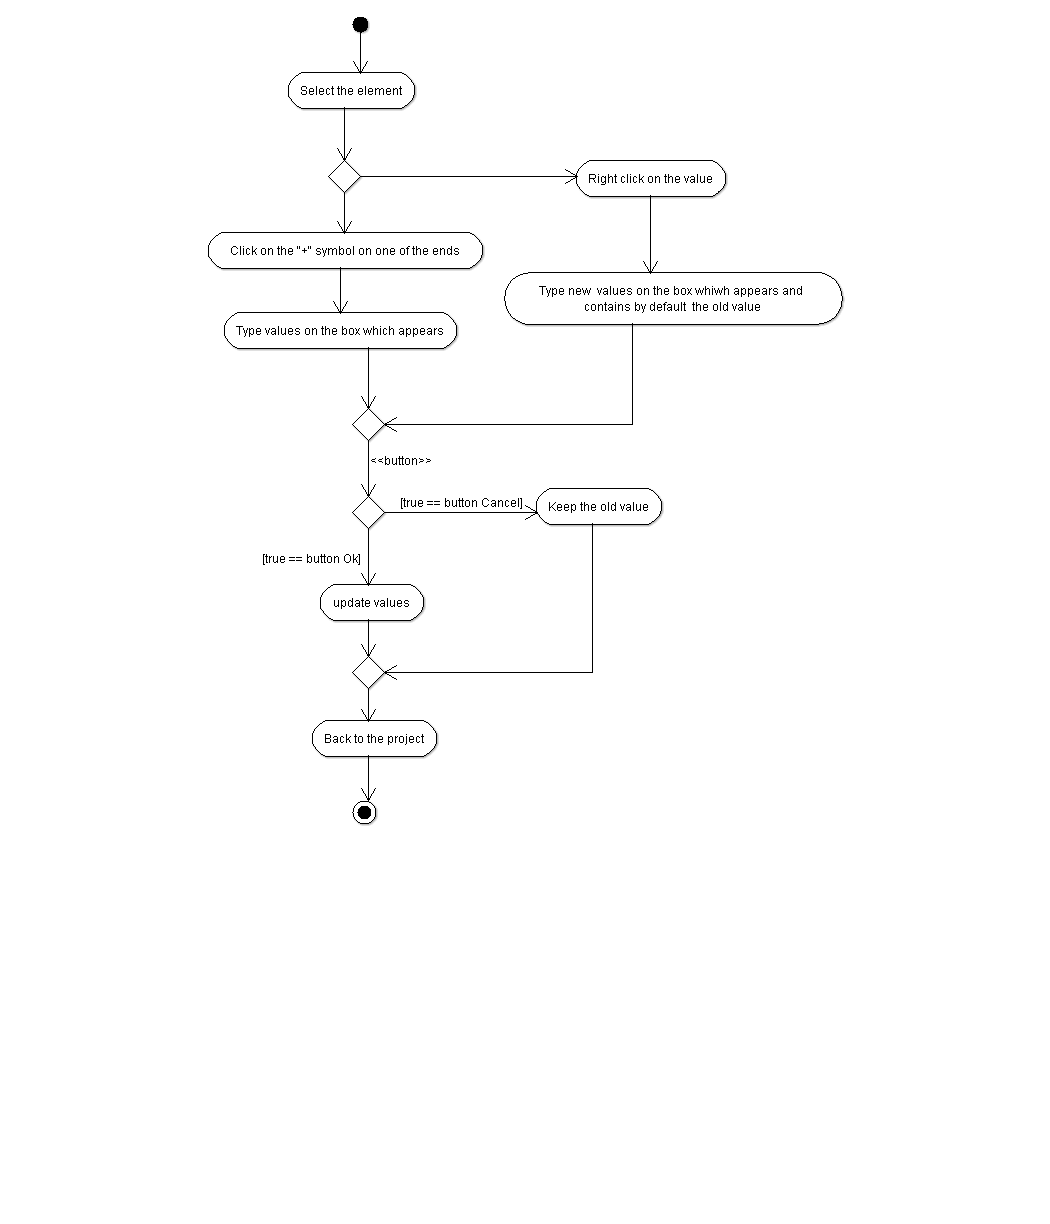 Select the element
Right click on the value
Click on the "+" symbol on one of the ends
Type new  values on the box whiwh appears and
contains by default  the old value
Type values on the box which appears
<<button>>
[true == button Cancel]
Keep the old value
[true == button Ok]
update values
Back to the project